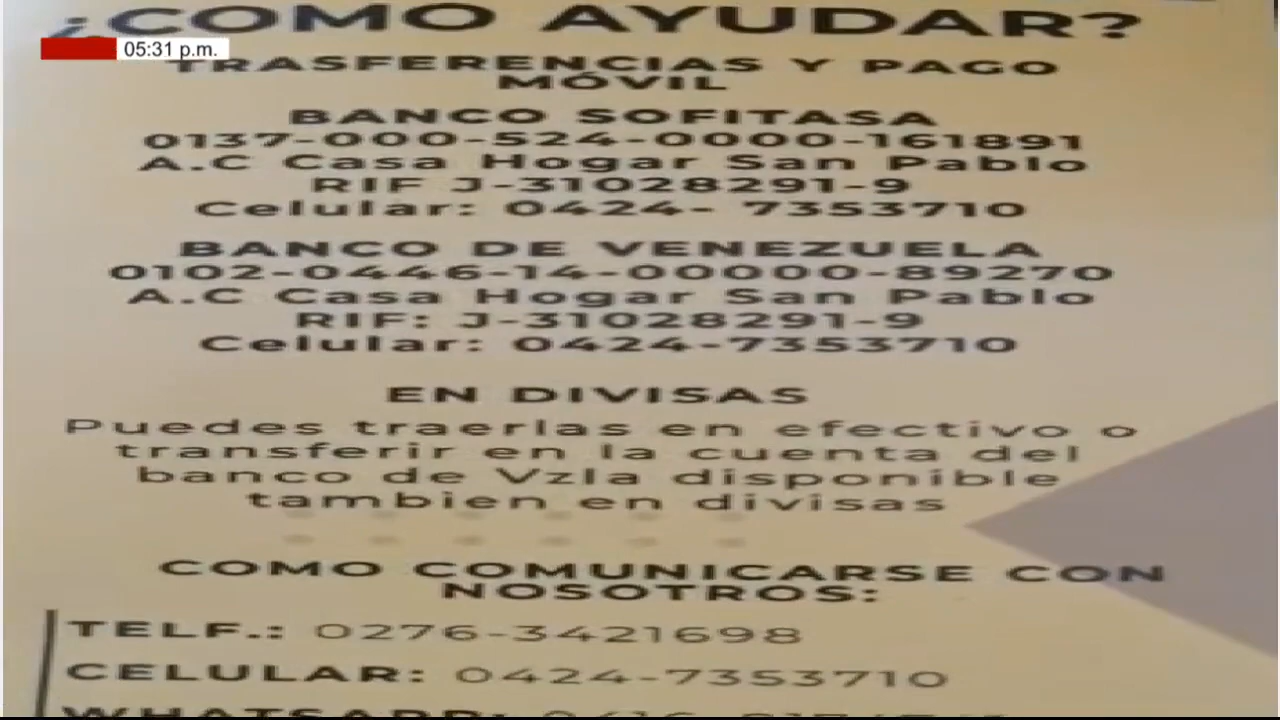 ¿COMO AYUDAR?
05:31 p.m.
TRASFERENCIAS Y PAGO
MÓVIL
BANCO SOFITASA
0137-000-524-0000-161891
A.C Casa Hogar San Pablo
RIF J-31028291-9
Celular: 0424- 7353710
BANCO DE VENEZUELA
0102-0446-14-00000-89270
A.C Casa Hogar San Pablo
RIF: J-31028291-9
Celular: 0424-7353710
EN DIVISAS
Puedes traerlas en efectivo o
transferir en la cuenta del
banco de Vzla disponible
tambien en divisas
COMO COMUNICARSE CON
NOSOTROS:
TELF.: 0276-3421698
CELULAR: 0424-7353710
WHATSAPP: